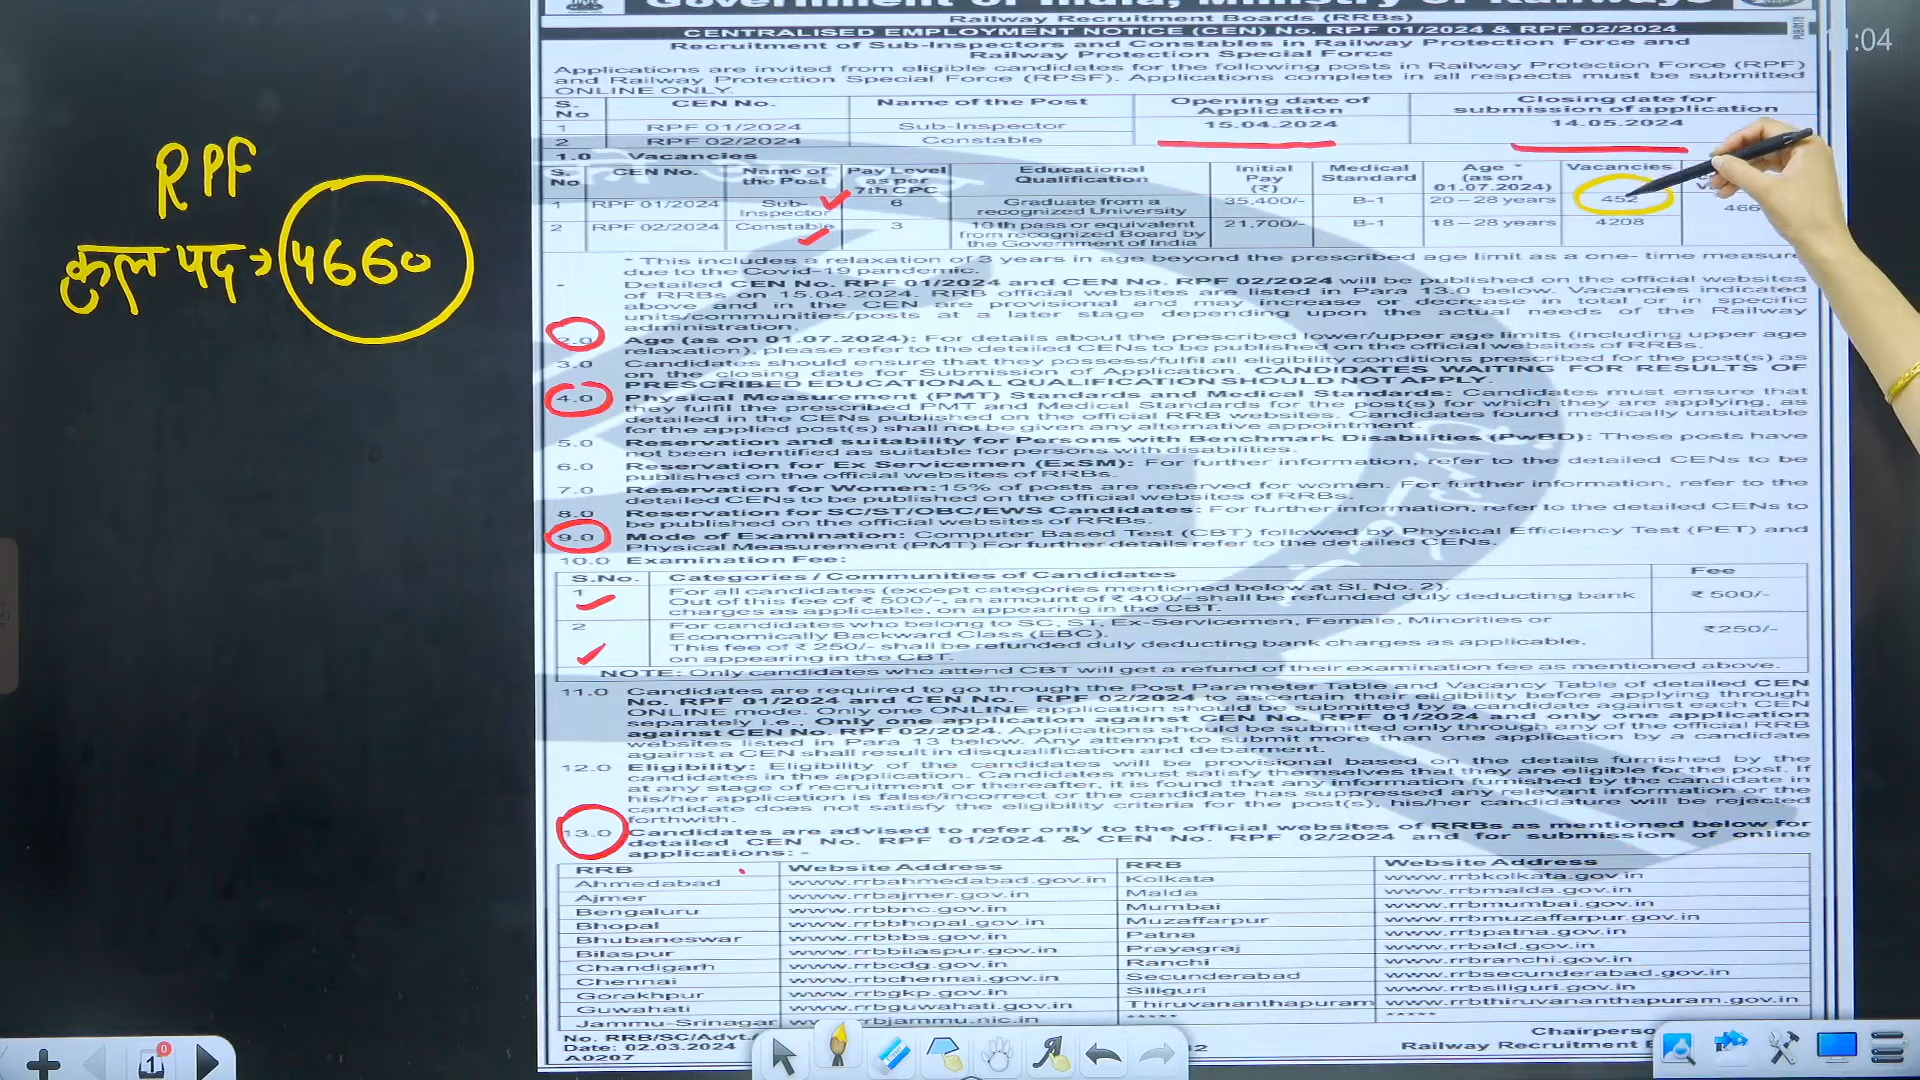 Government of India, Ministry of Railways
Railway Recruitment Boards (RRBs)
CENTRALISED EMPLOYMENT NOTICE (CEN) No. RPF 01/2024 & RPF 02/2024
Recruitment of Sub-Inspectors and Constables in Railway Protection Force and
Railway Protection Special Force
11:04
Applications are invited from eligible candidates for the following posts in Railway Protection Force (RPF)
and Railway Protection Special Force (RPSF). Applications complete in all respects must be submitted
ONLINE ONLY.
S. No CEN No. Name of the Post Opening date of Application Closing date for submission of application
1 RPF 01/2024 Sub-Inspector 15.04.2024 14.05.2024
2 RPF 02/2024 Constable
1.0 Vacancies
S. No CEN No. Name of the Post Pay Level as per 7th CPC Educational Qualification Initial Pay (₹) Medical Standard Age * (as on 01.07.2024) Vacancies
1 RPF 01/2024 Sub-Inspector 6 Graduate from a recognized University 35,400/- B-1 20 – 28 years 452 466
2 RPF 02/2024 Constable 3 10th pass or equivalent from recognized Board by the Government of India 21,700/- B-1 18 – 28 years 4208
RPF
कुल पद → 4660
* This includes a relaxation of 3 years in age beyond the prescribed age limit as a one- time measure
due to the Covid-19 pandemic.
- Detailed CEN No. RPF 01/2024 and CEN No. RPF 02/2024 will be published on the official websites
of RRBs on 15.04.2024. RRB official websites are listed in Para 13.0 below. Vacancies indicated
above and in the CEN are provisional and may increase or decrease in total or in specific
units/communities/posts at a later stage depending upon the actual needs of the Railway
administration.
2.0 Age (as on 01.07.2024): For details about the prescribed lower/upper age limits (including upper age
relaxation), please refer to the detailed CENs to be published on the official websites of RRBs.
3.0 Candidates should ensure that they possess/fulfil all eligibility conditions prescribed for the post(s) as
on the closing date for Submission of Application. CANDIDATES WAITING FOR RESULTS OF
PRESCRIBED EDUCATIONAL QUALIFICATION SHOULD NOT APPLY.
4.0 Physical Measurement (PMT) Standards and Medical Standards: Candidates must ensure that
they fulfil the prescribed PMT and Medical Standards for the post(s) for which they are applying, as
detailed in the CENs published on the official RRB websites. Candidates found medically unsuitable
for the applied post(s) shall not be given any alternative appointment.
5.0 Reservation and suitability for Persons with Benchmark Disabilities (PwBD): These posts have
not been identified as suitable for persons with disabilities.
6.0 Reservation for Ex Servicemen (ExSM): For further information, refer to the detailed CENs to be
published on the official websites of RRBs.
7.0 Reservation for Women:15% of posts are reserved for women. For further information, refer to the
detailed CENs to be published on the official websites of RRBs.
8.0 Reservation for SC/ST/OBC/EWS Candidates: For further information, refer to the detailed CENs to
be published on the official websites of RRBs.
9.0 Mode of Examination: Computer Based Test (CBT) followed by Physical Efficiency Test (PET) and
Physical Measurement (PMT) For further details refer to the detailed CENs.
10.0 Examination Fee:
S.No. Categories / Communities of Candidates Fee
1 For all candidates (except categories mentioned below at Sl. No. 2).
Out of this fee of ₹ 500/-, an amount of ₹ 400/- shall be refunded duly deducting bank ₹ 500/-
charges as applicable, on appearing in the CBT.
2 For candidates who belong to SC, ST, Ex-Servicemen, Female, Minorities or
Economically Backward Class (EBC). ₹250/-
This fee of ₹ 250/- shall be refunded duly deducting bank charges as applicable,
on appearing in the CBT.
NOTE: Only candidates who attend CBT will get a refund of their examination fee as mentioned above.
11.0 Candidates are required to go through the Post Parameter Table and Vacancy Table of detailed CEN
No. RPF 01/2024 and CEN No. RPF 02/2024 to ascertain their eligibility before applying through
ONLINE mode. Only one ONLINE application should be submitted by a candidate against each CEN
separately i.e., Only one application against CEN No. RPF 01/2024 and only one application
against CEN No. RPF 02/2024. Applications should be submitted only through any of the official RRB
websites listed in Para 13 below. Any attempt to submit more than one application by a candidate
against a CEN shall result in disqualification and debarment.
12.0 Eligibility: Eligibility of the candidates will be provisional based on the details furnished by the
candidates in the application. Candidates must satisfy themselves that they are eligible for the post. If
at any stage of recruitment or thereafter, it is found that any information furnished by the candidate in
his/her application is false/incorrect or the candidate has suppressed any relevant information or the
candidate does not satisfy the eligibility criteria for the post(s), his/her candidature will be rejected
forthwith.
13.0 Candidates are advised to refer only to the official websites of RRBs as mentioned below for
detailed CEN No. RPF 01/2024 & CEN No. RPF 02/2024 and for submission of online
applications: -
RRB Website Address RRB Website Address
Ahmedabad www.rrbahmedabad.gov.in Kolkata www.rrbkolkata.gov.in
Ajmer www.rrbajmer.gov.in Malda www.rrbmalda.gov.in
Bengaluru www.rrbbnc.gov.in Mumbai www.rrbmumbai.gov.in
Bhopal www.rrbbhopal.gov.in Muzaffarpur www.rrbmuzaffarpur.gov.in
Bhubaneswar www.rrbbbs.gov.in Patna www.rrbpatna.gov.in
Bilaspur www.rrbbilaspur.gov.in Prayagraj www.rrbald.gov.in
Chandigarh www.rrbcdg.gov.in Ranchi www.rrbranchi.gov.in
Chennai www.rrbchennai.gov.in Secunderabad www.rrbsecunderabad.gov.in
Gorakhpur www.rrbgkp.gov.in Siliguri www.rrbsiliguri.gov.in
Guwahati www.rrbguwahati.gov.in Thiruvananthapuram www.rrbthiruvananthapuram.gov.in
Jammu-Srinagar www.rrbjammu.nic.in ***** *****
No. RRB/SC/Advt. Chairperso
Date: 02.03.2024 Railway Recruitment
A0207
1 0